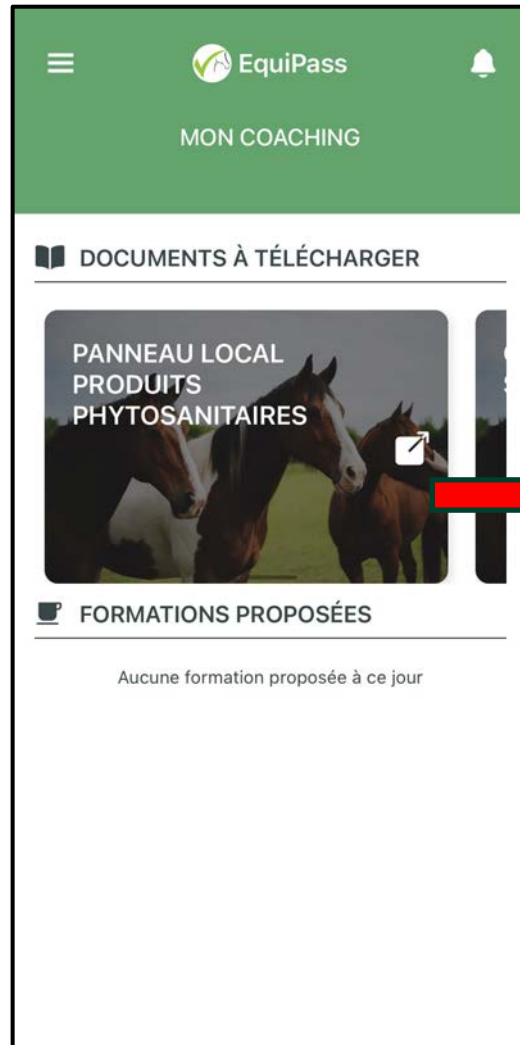 EquiPass
MON COACHING
DOCUMENTS À TÉLÉCHARGER
PANNEAU LOCAL
PRODUITS
PHYTOSANITAIRES
FORMATIONS PROPOSÉES
Aucune formation proposée à ce jour